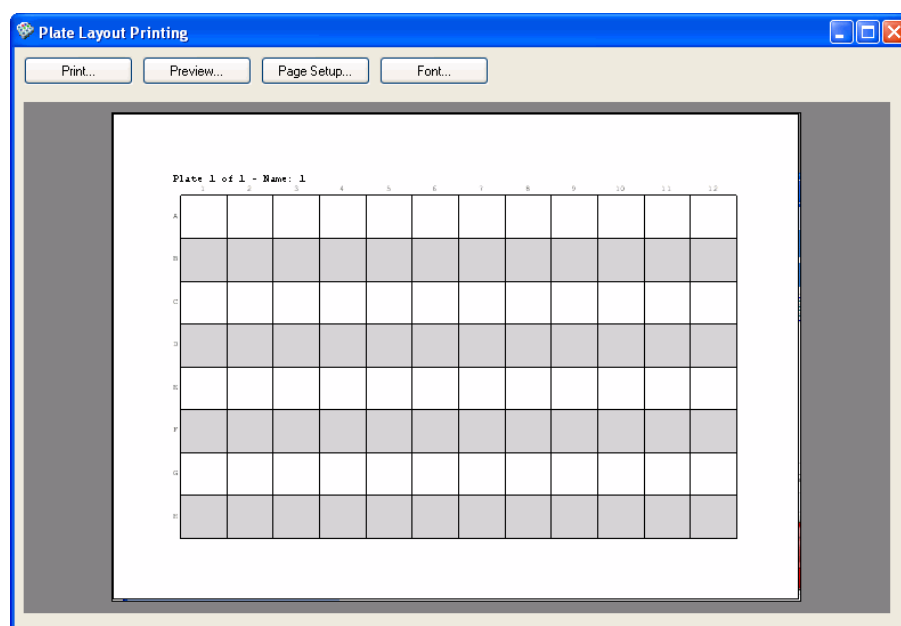 Plate Layout Printing
Print... Preview... Page Setup... Font...
Plate 1 of 1 - Name: 1
1 2 3 4 5 6 7 8 9 10 11 12
A
B
C
D
E
F
G
H